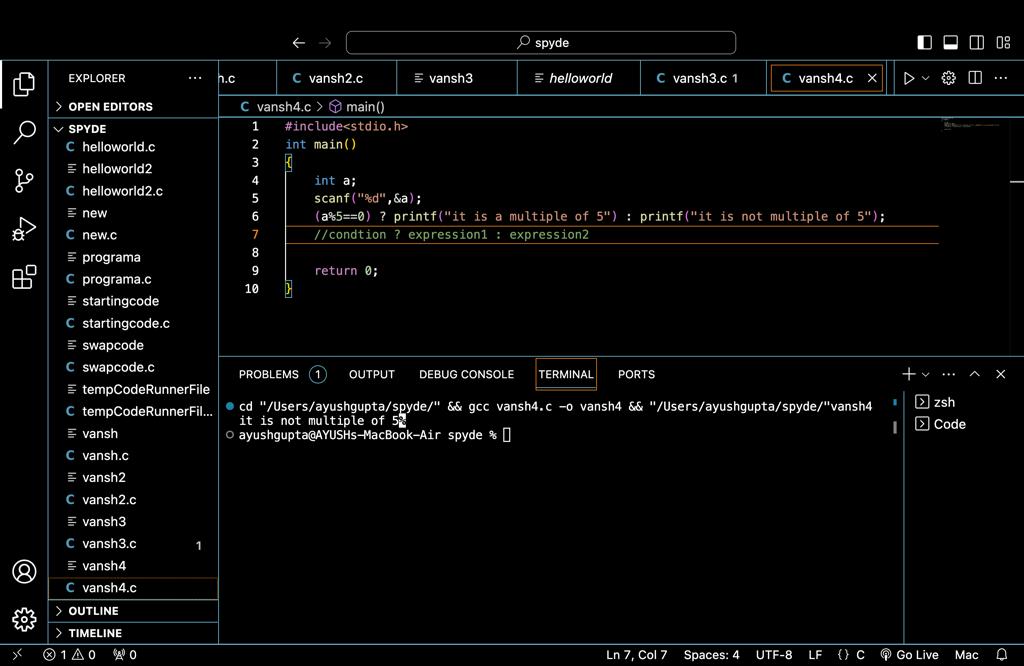 spyde
EXPLORER
h.c
vansh2.c
vansh3
helloworld
vansh3.c 1
vansh4.c
OPEN EDITORS
vansh4.c > main()
SPYDE
helloworld.c
helloworld2
helloworld2.c
new
new.c
programa
programa.c
startingcode
startingcode.c
swapcode
swapcode.c
tempCodeRunnerFile
tempCodeRunnerFil...
vansh
vansh.c
vansh2
vansh2.c
vansh3
vansh3.c 1
vansh4
vansh4.c
OUTLINE
TIMELINE
1 #include<stdio.h>
2 int main()
3 {
4 int a;
5 scanf("%d",&a);
6 (a%5==0) ? printf("it is a multiple of 5") : printf("it is not multiple of 5");
7 //condtion ? expression1 : expression2
8
9 return 0;
10 }
PROBLEMS 1 OUTPUT DEBUG CONSOLE TERMINAL PORTS
cd "/Users/ayushgupta/spyde/" && gcc vansh4.c -o vansh4 && "/Users/ayushgupta/spyde/"vansh4
it is not multiple of 5%
ayushgupta@AYUSHs-MacBook-Air spyde %
zsh
Code
1 0 0
Ln 7, Col 7 Spaces: 4 UTF-8 LF {} C Go Live Mac